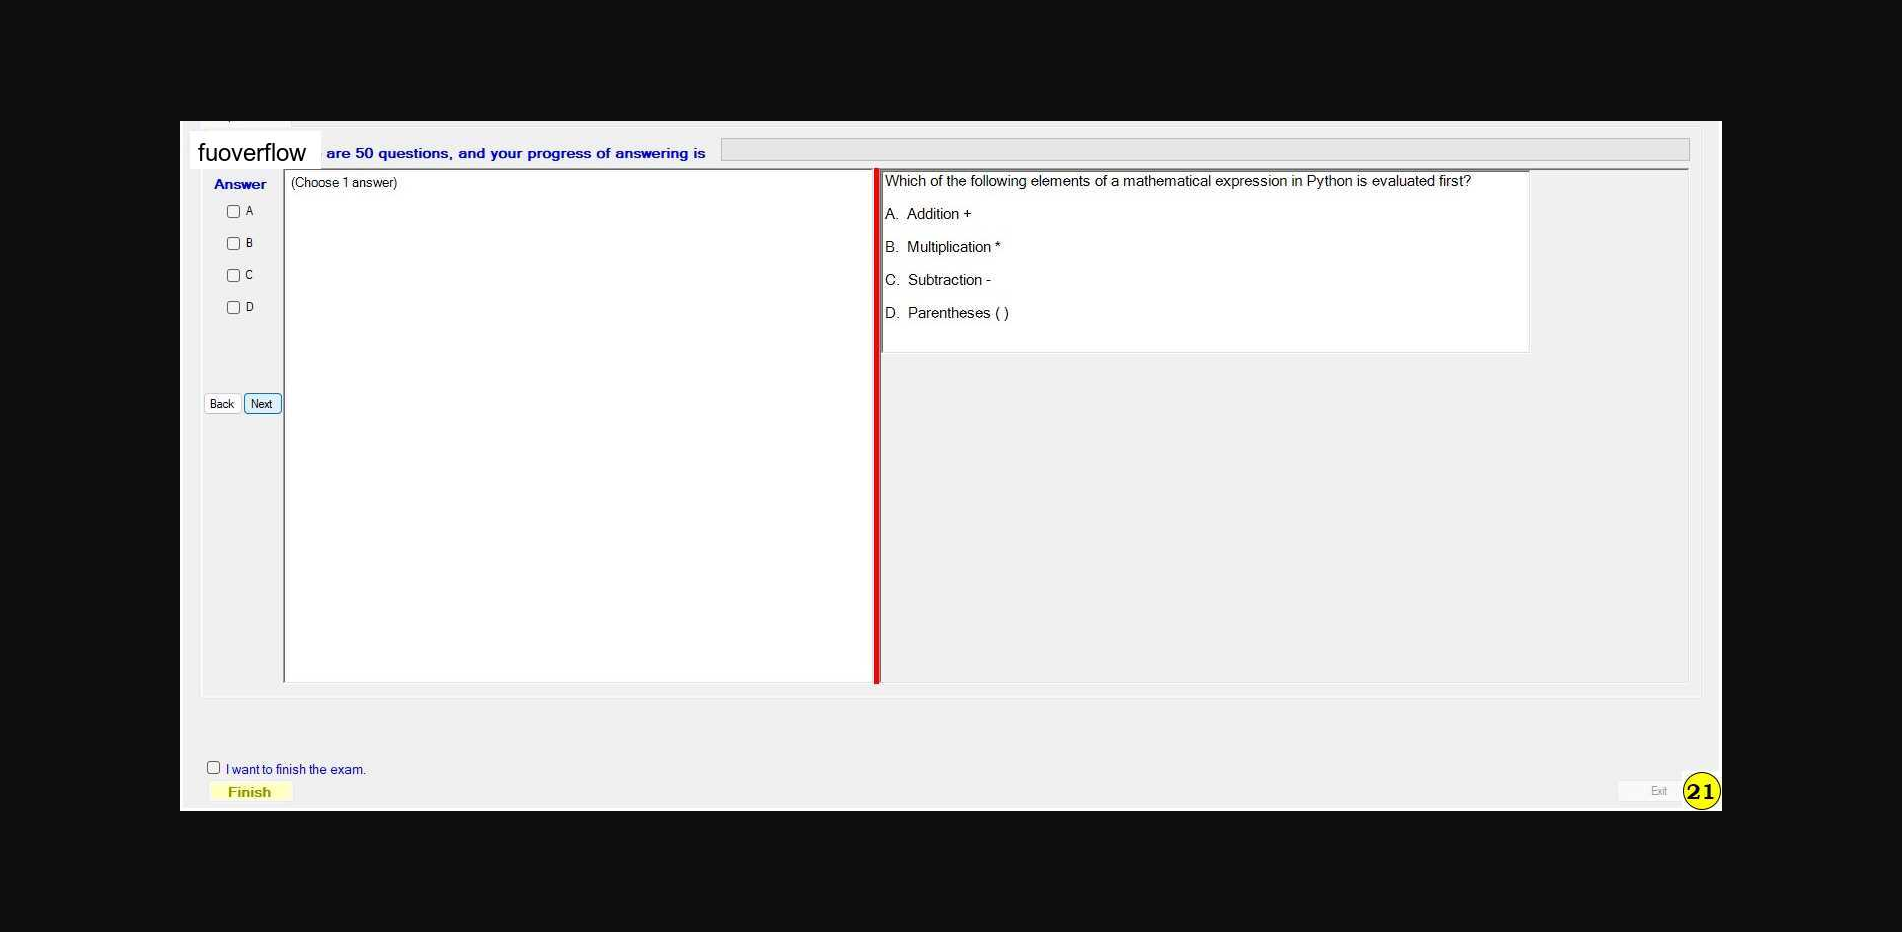 fuoverflow are 50 questions, and your progress of answering is
Answer
(Choose 1 answer)
A
B
C
D
Back Next
Which of the following elements of a mathematical expression in Python is evaluated first?
A. Addition +
B. Multiplication *
C. Subtraction -
D. Parentheses ( )
I want to finish the exam.
Finish
Exit
21